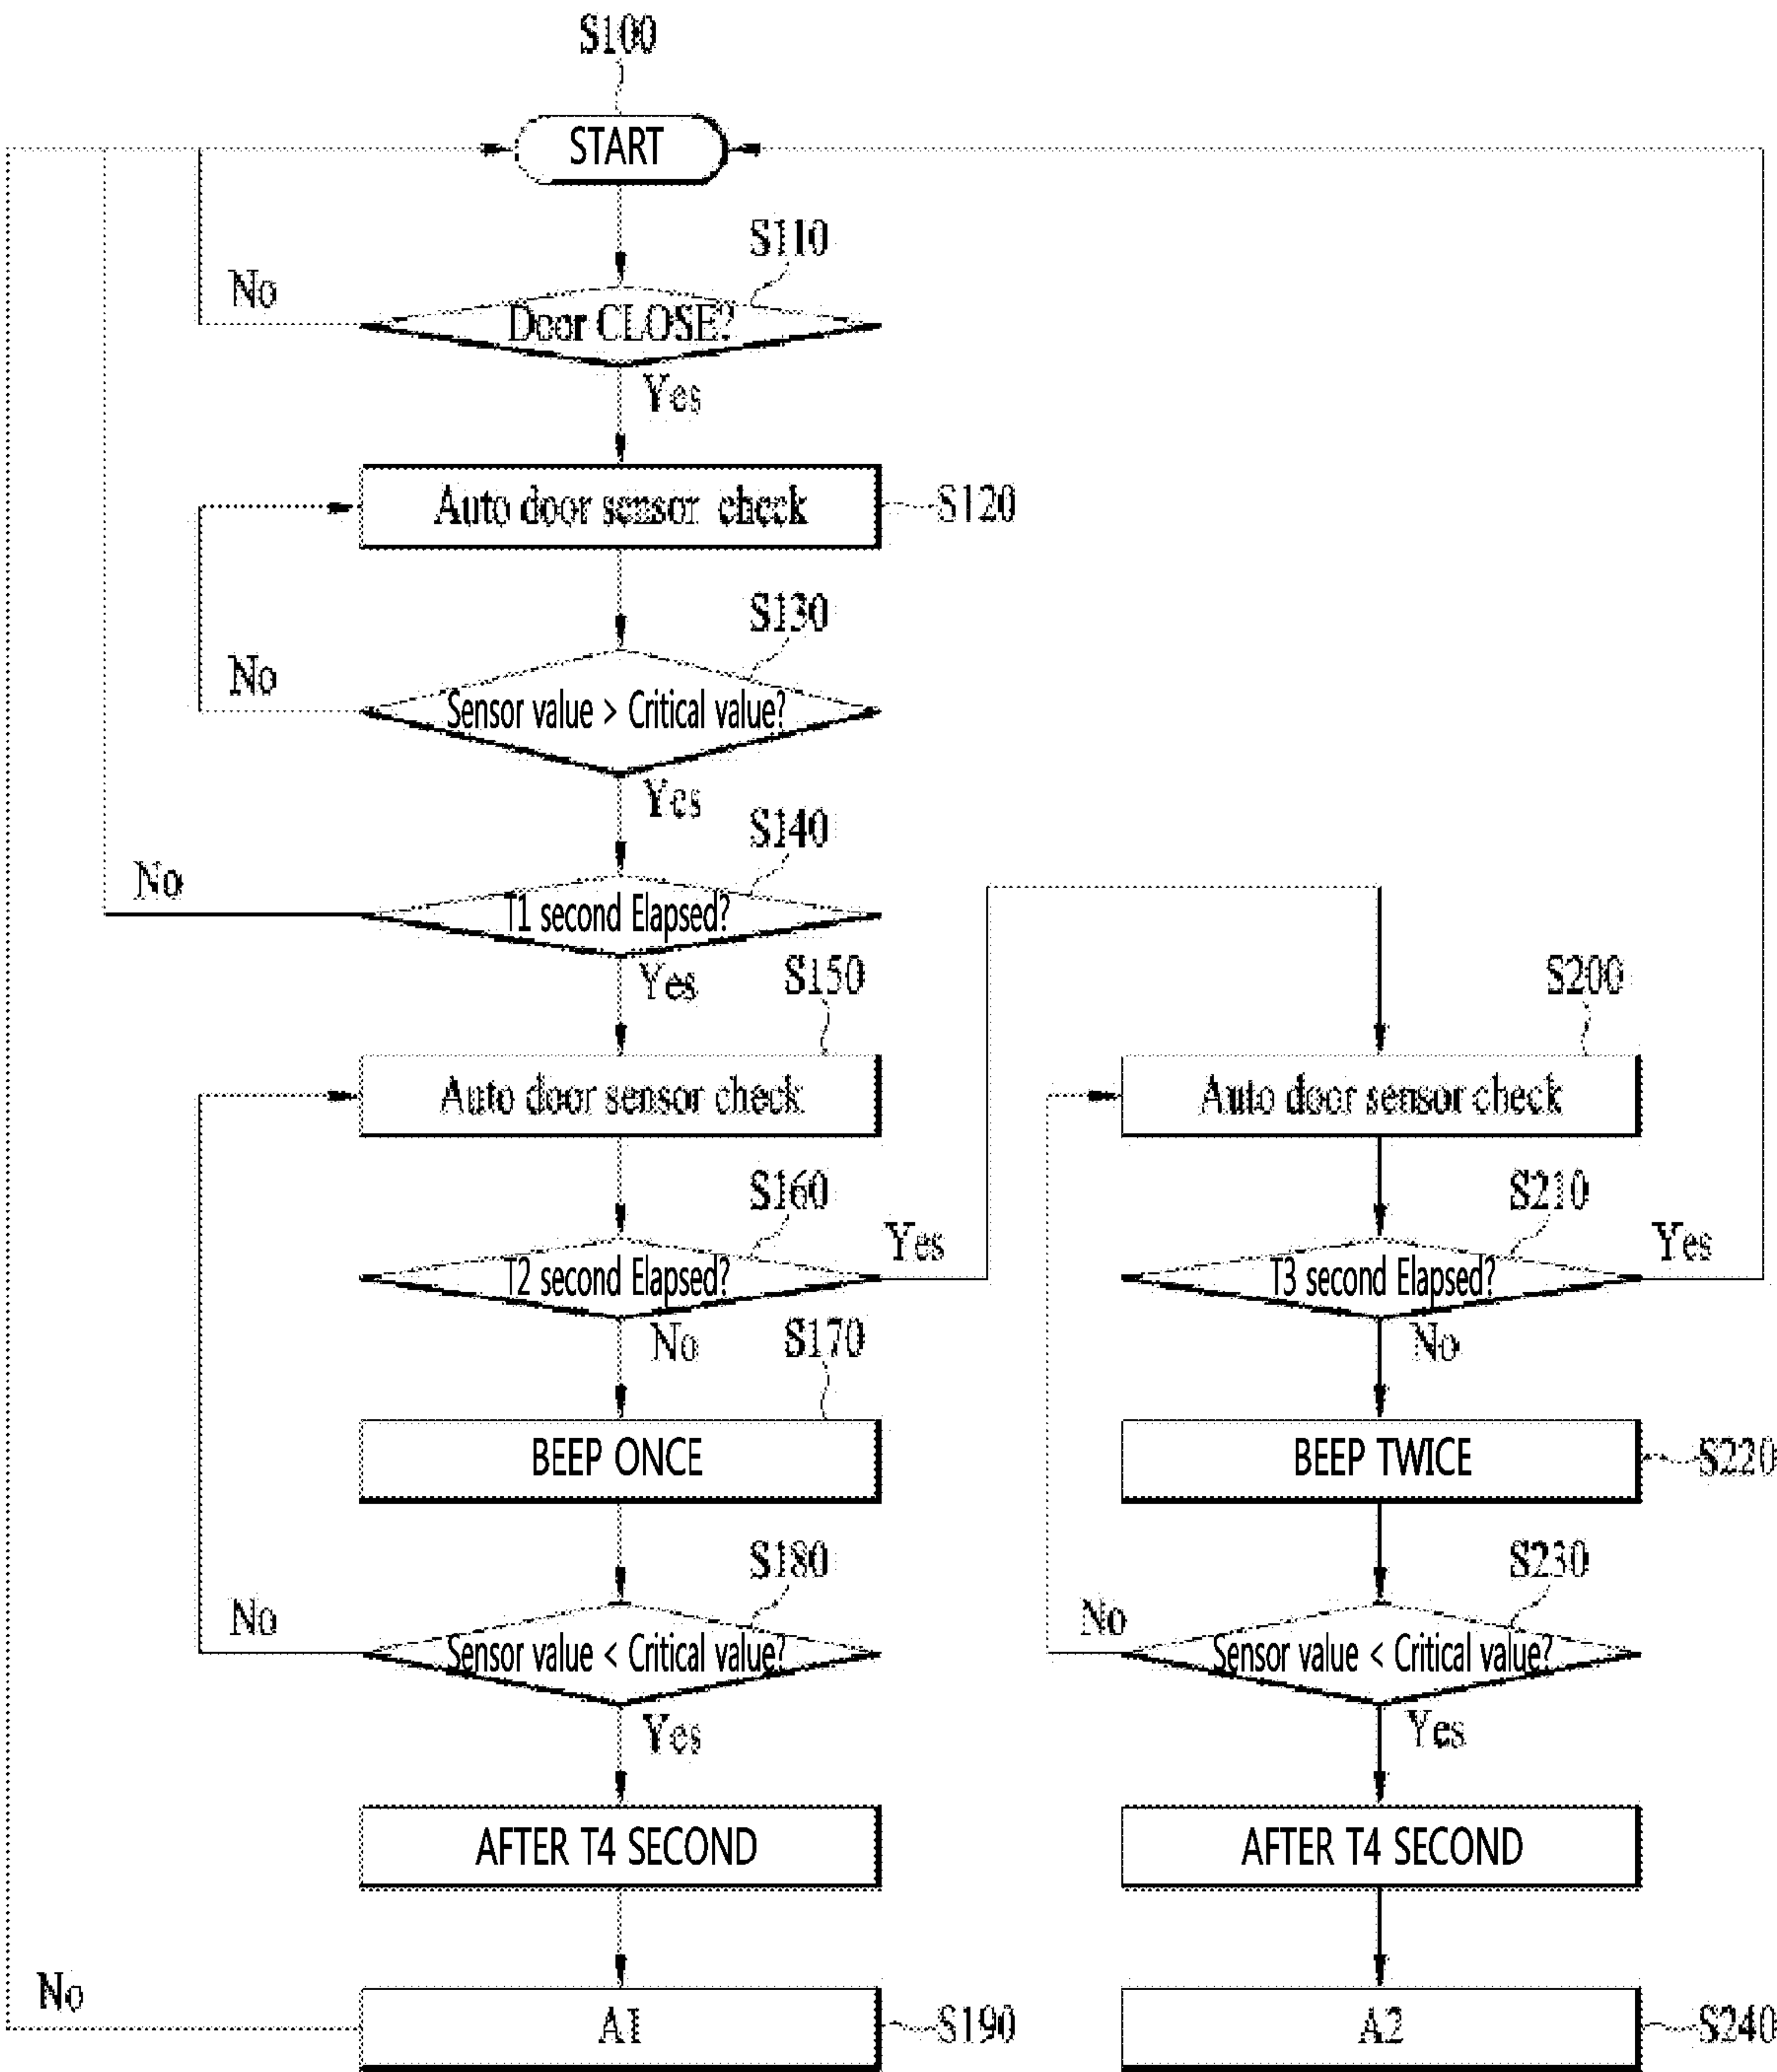 S100
START
S110
No
Door CLOSE?
Yes
Auto door sensor check
S120
S130
No
Sensor value > Critical value?
Yes
S140
No
T1 second Elapsed?
Yes
S150
S200
Auto door sensor check
Auto door sensor check
S160
S210
Yes
Yes
T2 second Elapsed?
T3 second Elapsed?
No
S170
No
BEEP ONCE
BEEP TWICE
S220
S180
S230
No
No
Sensor value < Critical value?
Sensor value < Critical value?
Yes
Yes
AFTER T4 SECOND
AFTER T4 SECOND
No
A1
S190
A2
S240